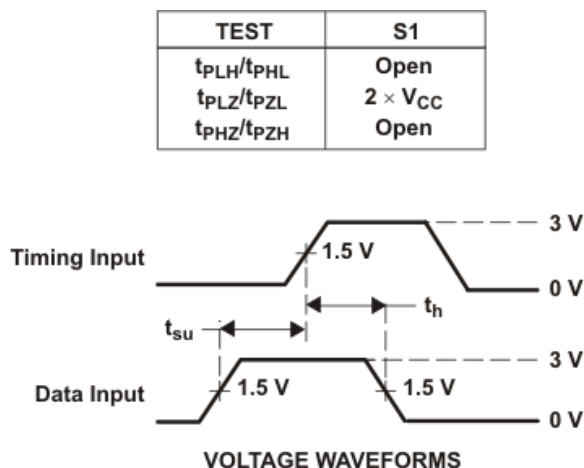 TEST S1
tPLH/tPHL Open
tPLZ/tPZL 2 × VCC
tPHZ/tPZH Open
3 V
Timing Input 1.5 V
0 V
th
tsu
3 V
Data Input 1.5 V 1.5 V
0 V
VOLTAGE WAVEFORMS